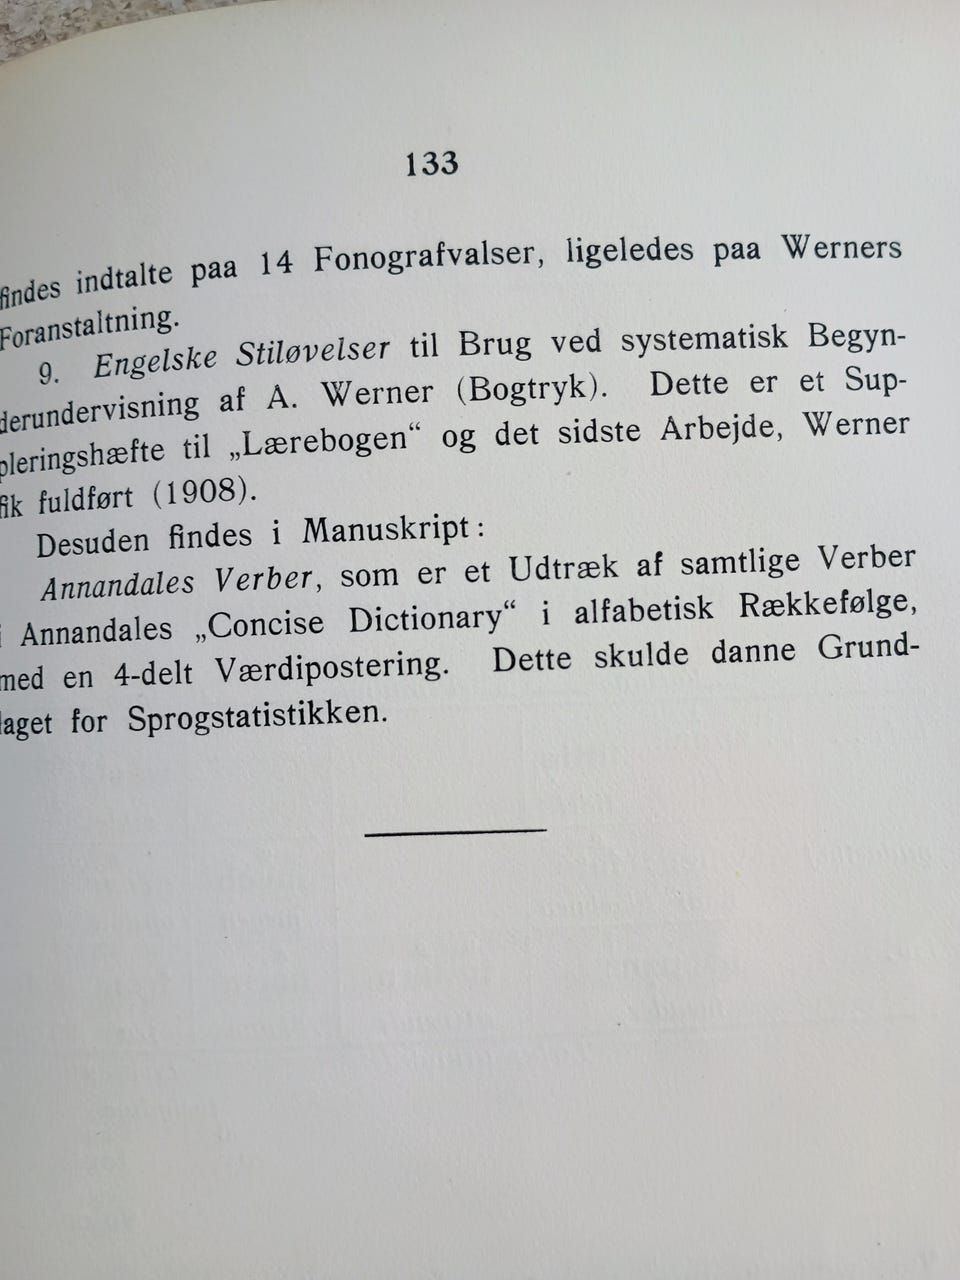 133
findes indtalte paa 14 Fonografvalser, ligeledes paa Werners
Foranstaltning.
9. Engelske Stiløvelser til Brug ved systematisk Begyn-
derundervisning af A. Werner (Bogtryk). Dette er et Sup-
pleringshæfte til „Lærebogen“ og det sidste Arbejde, Werner
fik fuldført (1908).
Desuden findes i Manuskript:
Annandales Verber, som er et Udtræk af samtlige Verber
i Annandales „Concise Dictionary“ i alfabetisk Rækkefølge,
med en 4-delt Værdipostering. Dette skulde danne Grund-
laget for Sprogstatistikken.